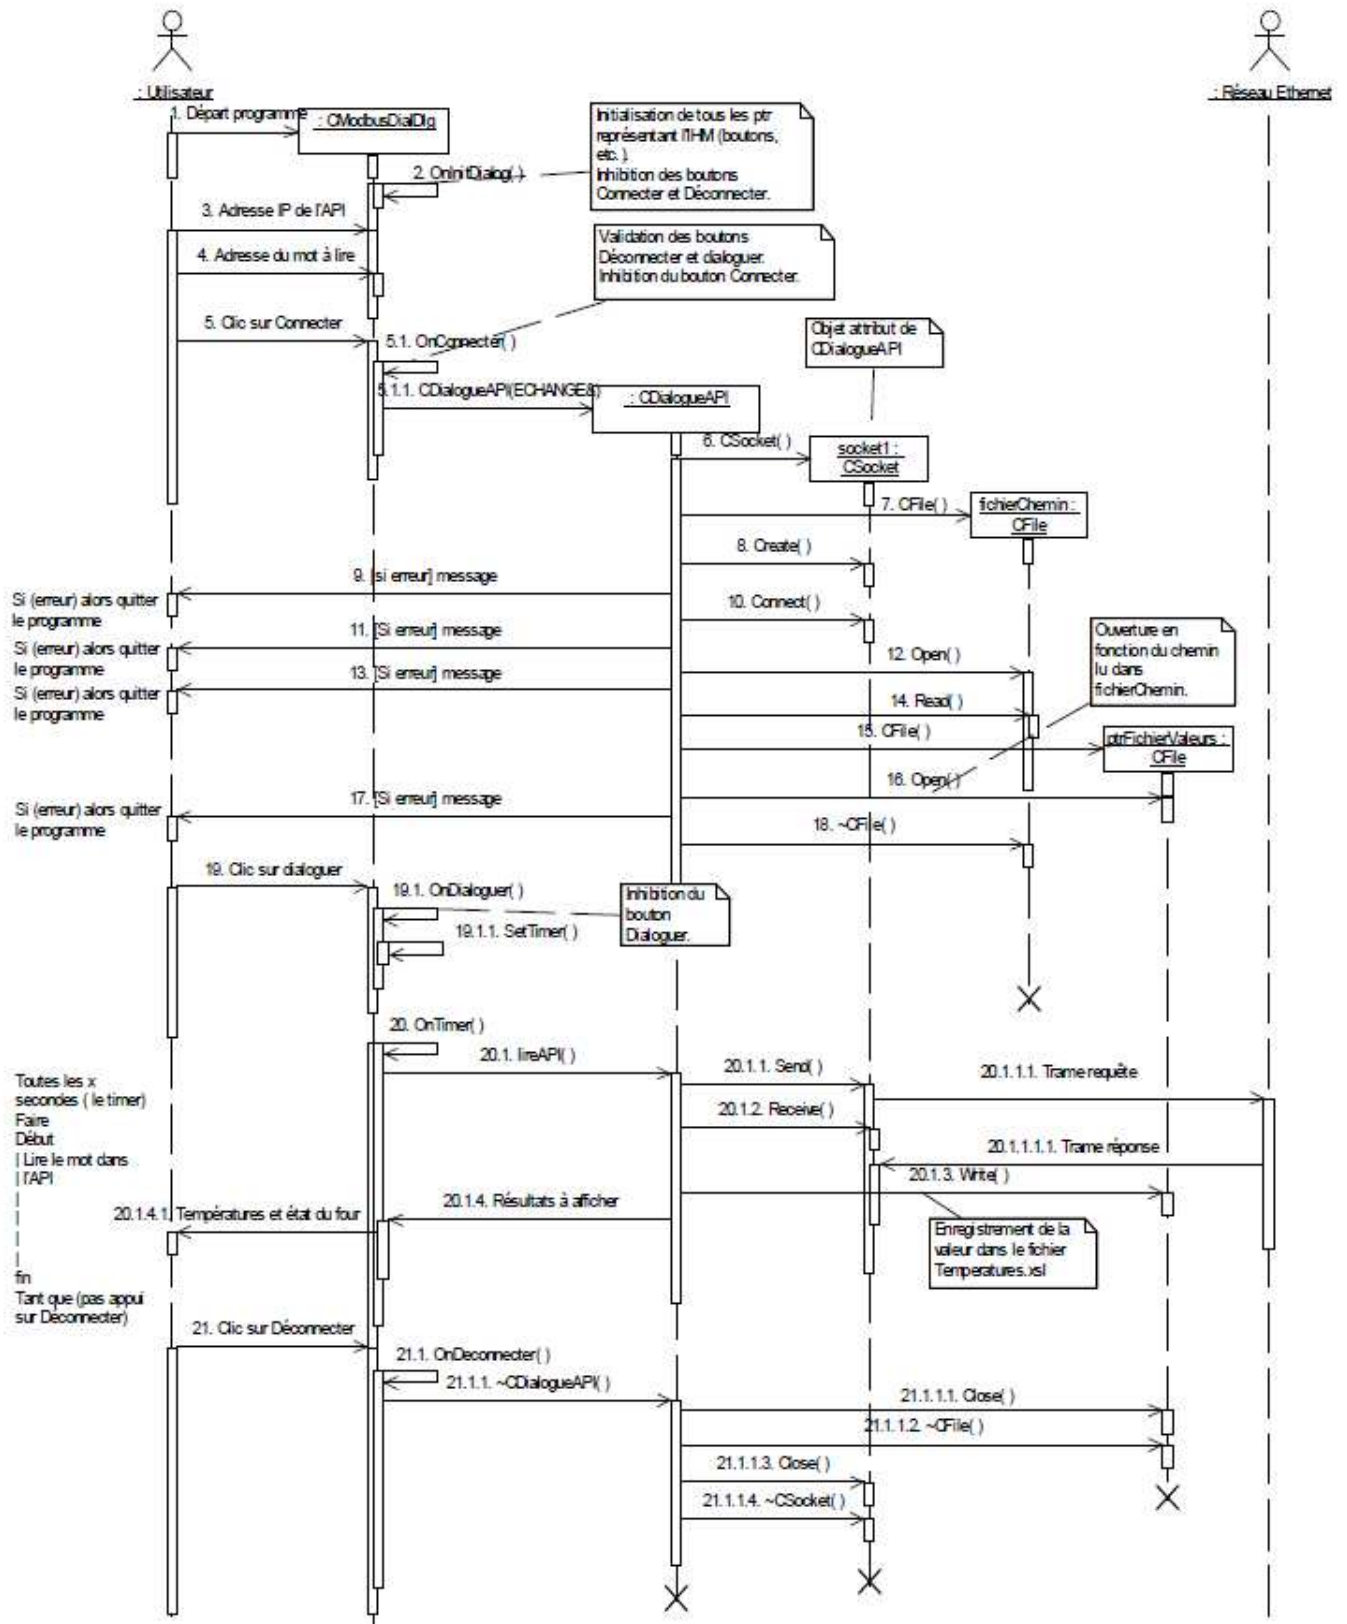 : Utilisateur
: Réseau Ethernet
1. Départ programme
: CModbusDialDlg
Initialisation de tous les ptr
représentant l'IHM (boutons,
etc. )
Inhibition des boutons
Connecter et Déconnecter.
2. OnInitDialog( )
3. Adresse IP de l'API
Validation des boutons
Déconnecter et dialoguer.
Inhibition du bouton Connecter.
4. Adresse du mot à lire
5. Clic sur Connecter
5.1. OnConnecter( )
Objet attribut de
CDialogueAPI
5.1.1. CDialogueAPI(ECHANGE&)
: CDialogueAPI
6. CSocket( )
socket1 :
CSocket
7. CFile( )
fichierChemin :
CFile
8. Create( )
9. [si erreur] message
Si (erreur) alors quitter
le programme
10. Connect( )
11. [Si erreur] message
Si (erreur) alors quitter
le programme
Ouverture en
fonction du chemin
lu dans
fichierChemin.
12. Open( )
13. [Si erreur] message
Si (erreur) alors quitter
le programme
14. Read( )
15. CFile( )
ptrFichierValeurs :
CFile
16. Open( )
17. [Si erreur] message
Si (erreur) alors quitter
le programme
18. ~CFile( )
19. Clic sur dialoguer
19.1. OnDialoguer( )
Inhibition du
bouton
Dialoguer.
19.1.1. SetTimer( )
20. OnTimer( )
20.1. lireAPI( )
20.1.1. Send( )
20.1.1.1. Trame requête
Toutes les x
secondes ( le timer)
Faire
Début
| Lire le mot dans
| l'API
|
|
|
|
fin
Tant que (pas appui
sur Déconnecter)
20.1.2. Receive( )
20.1.1.1.1. Trame réponse
20.1.3. Write( )
20.1.4. Résultats à afficher
20.1.4.1. Températures et état du four
Enregistrement de la
valeur dans le fichier
Temperatures.xsl
21. Clic sur Déconnecter
21.1. OnDeconnecter( )
21.1.1. ~CDialogueAPI( )
21.1.1.1. Close( )
21.1.1.2. ~CFile( )
21.1.1.3. Close( )
21.1.1.4. ~CSocket( )